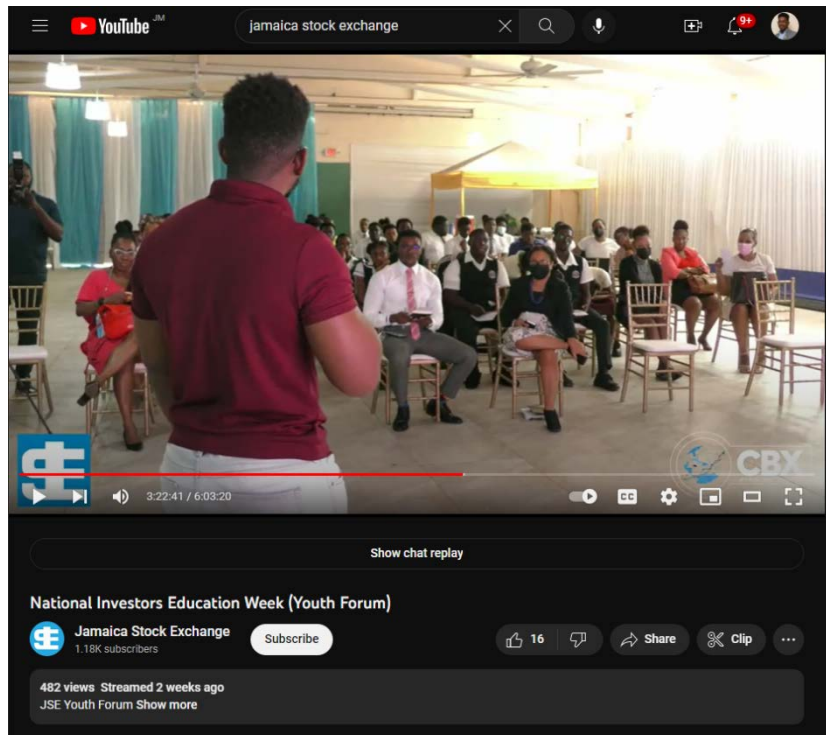 YouTube JM
jamaica stock exchange
9+
CBX
3:22:41 / 6:03:20
CC
Show chat replay
National Investors Education Week (Youth Forum)
Jamaica Stock Exchange
1.18K subscribers
Subscribe
16
Share
Clip
482 views Streamed 2 weeks ago
JSE Youth Forum Show more